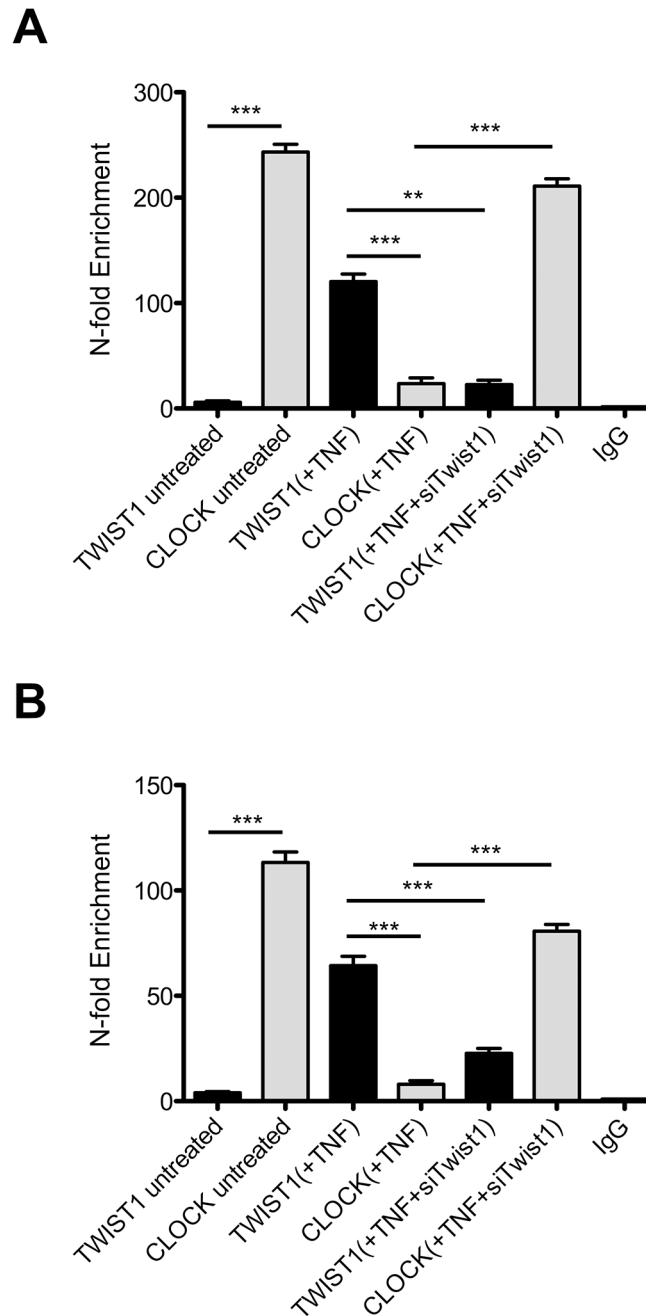 A
300
200
100
0
N-fold Enrichment
***
***
**
***
TWIST1 untreated
CLOCK untreated
TWIST1(+TNF)
CLOCK(+TNF)
TWIST1(+TNF+siTwist1)
CLOCK(+TNF+siTwist1)
IgG
B
150
100
50
0
N-fold Enrichment
***
***
***
***
TWIST1 untreated
CLOCK untreated
TWIST1(+TNF)
CLOCK(+TNF)
TWIST1(+TNF+siTwist1)
CLOCK(+TNF+siTwist1)
IgG